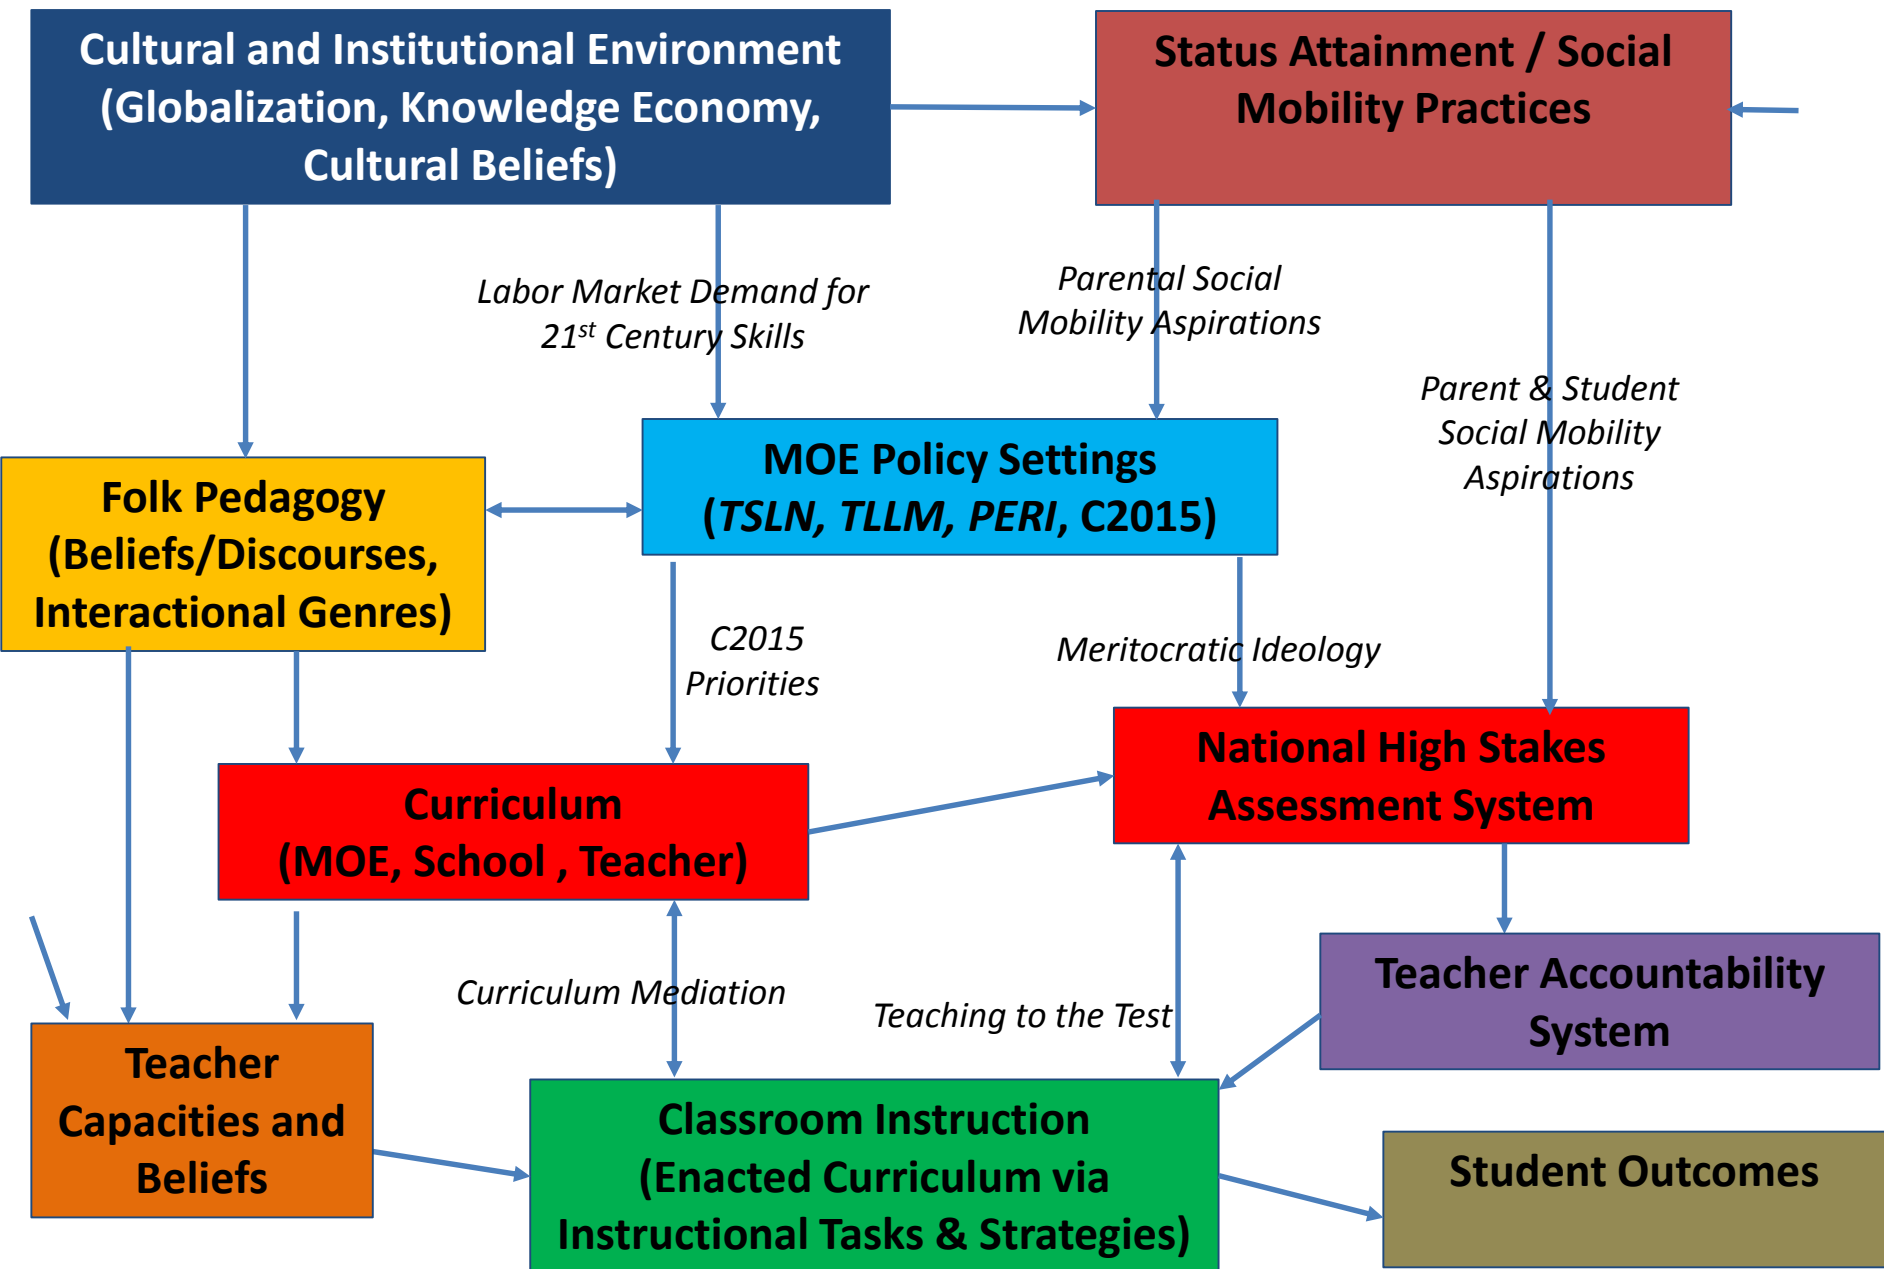 Cultural and Institutional Environment
(Globalization, Knowledge Economy,
Cultural Beliefs)
Status Attainment / Social
Mobility Practices
Labor Market Demand for
21st Century Skills
Parental Social
Mobility Aspirations
Parent & Student
Social Mobility
Aspirations
Folk Pedagogy
(Beliefs/Discourses,
Interactional Genres)
MOE Policy Settings
(TSLN, TLLM, PERI, C2015)
C2015
Priorities
Meritocratic Ideology
Curriculum
(MOE, School , Teacher)
National High Stakes
Assessment System
Curriculum Mediation
Teaching to the Test
Teacher Accountability
System
Teacher
Capacities and
Beliefs
Classroom Instruction
(Enacted Curriculum via
Instructional Tasks & Strategies)
Student Outcomes